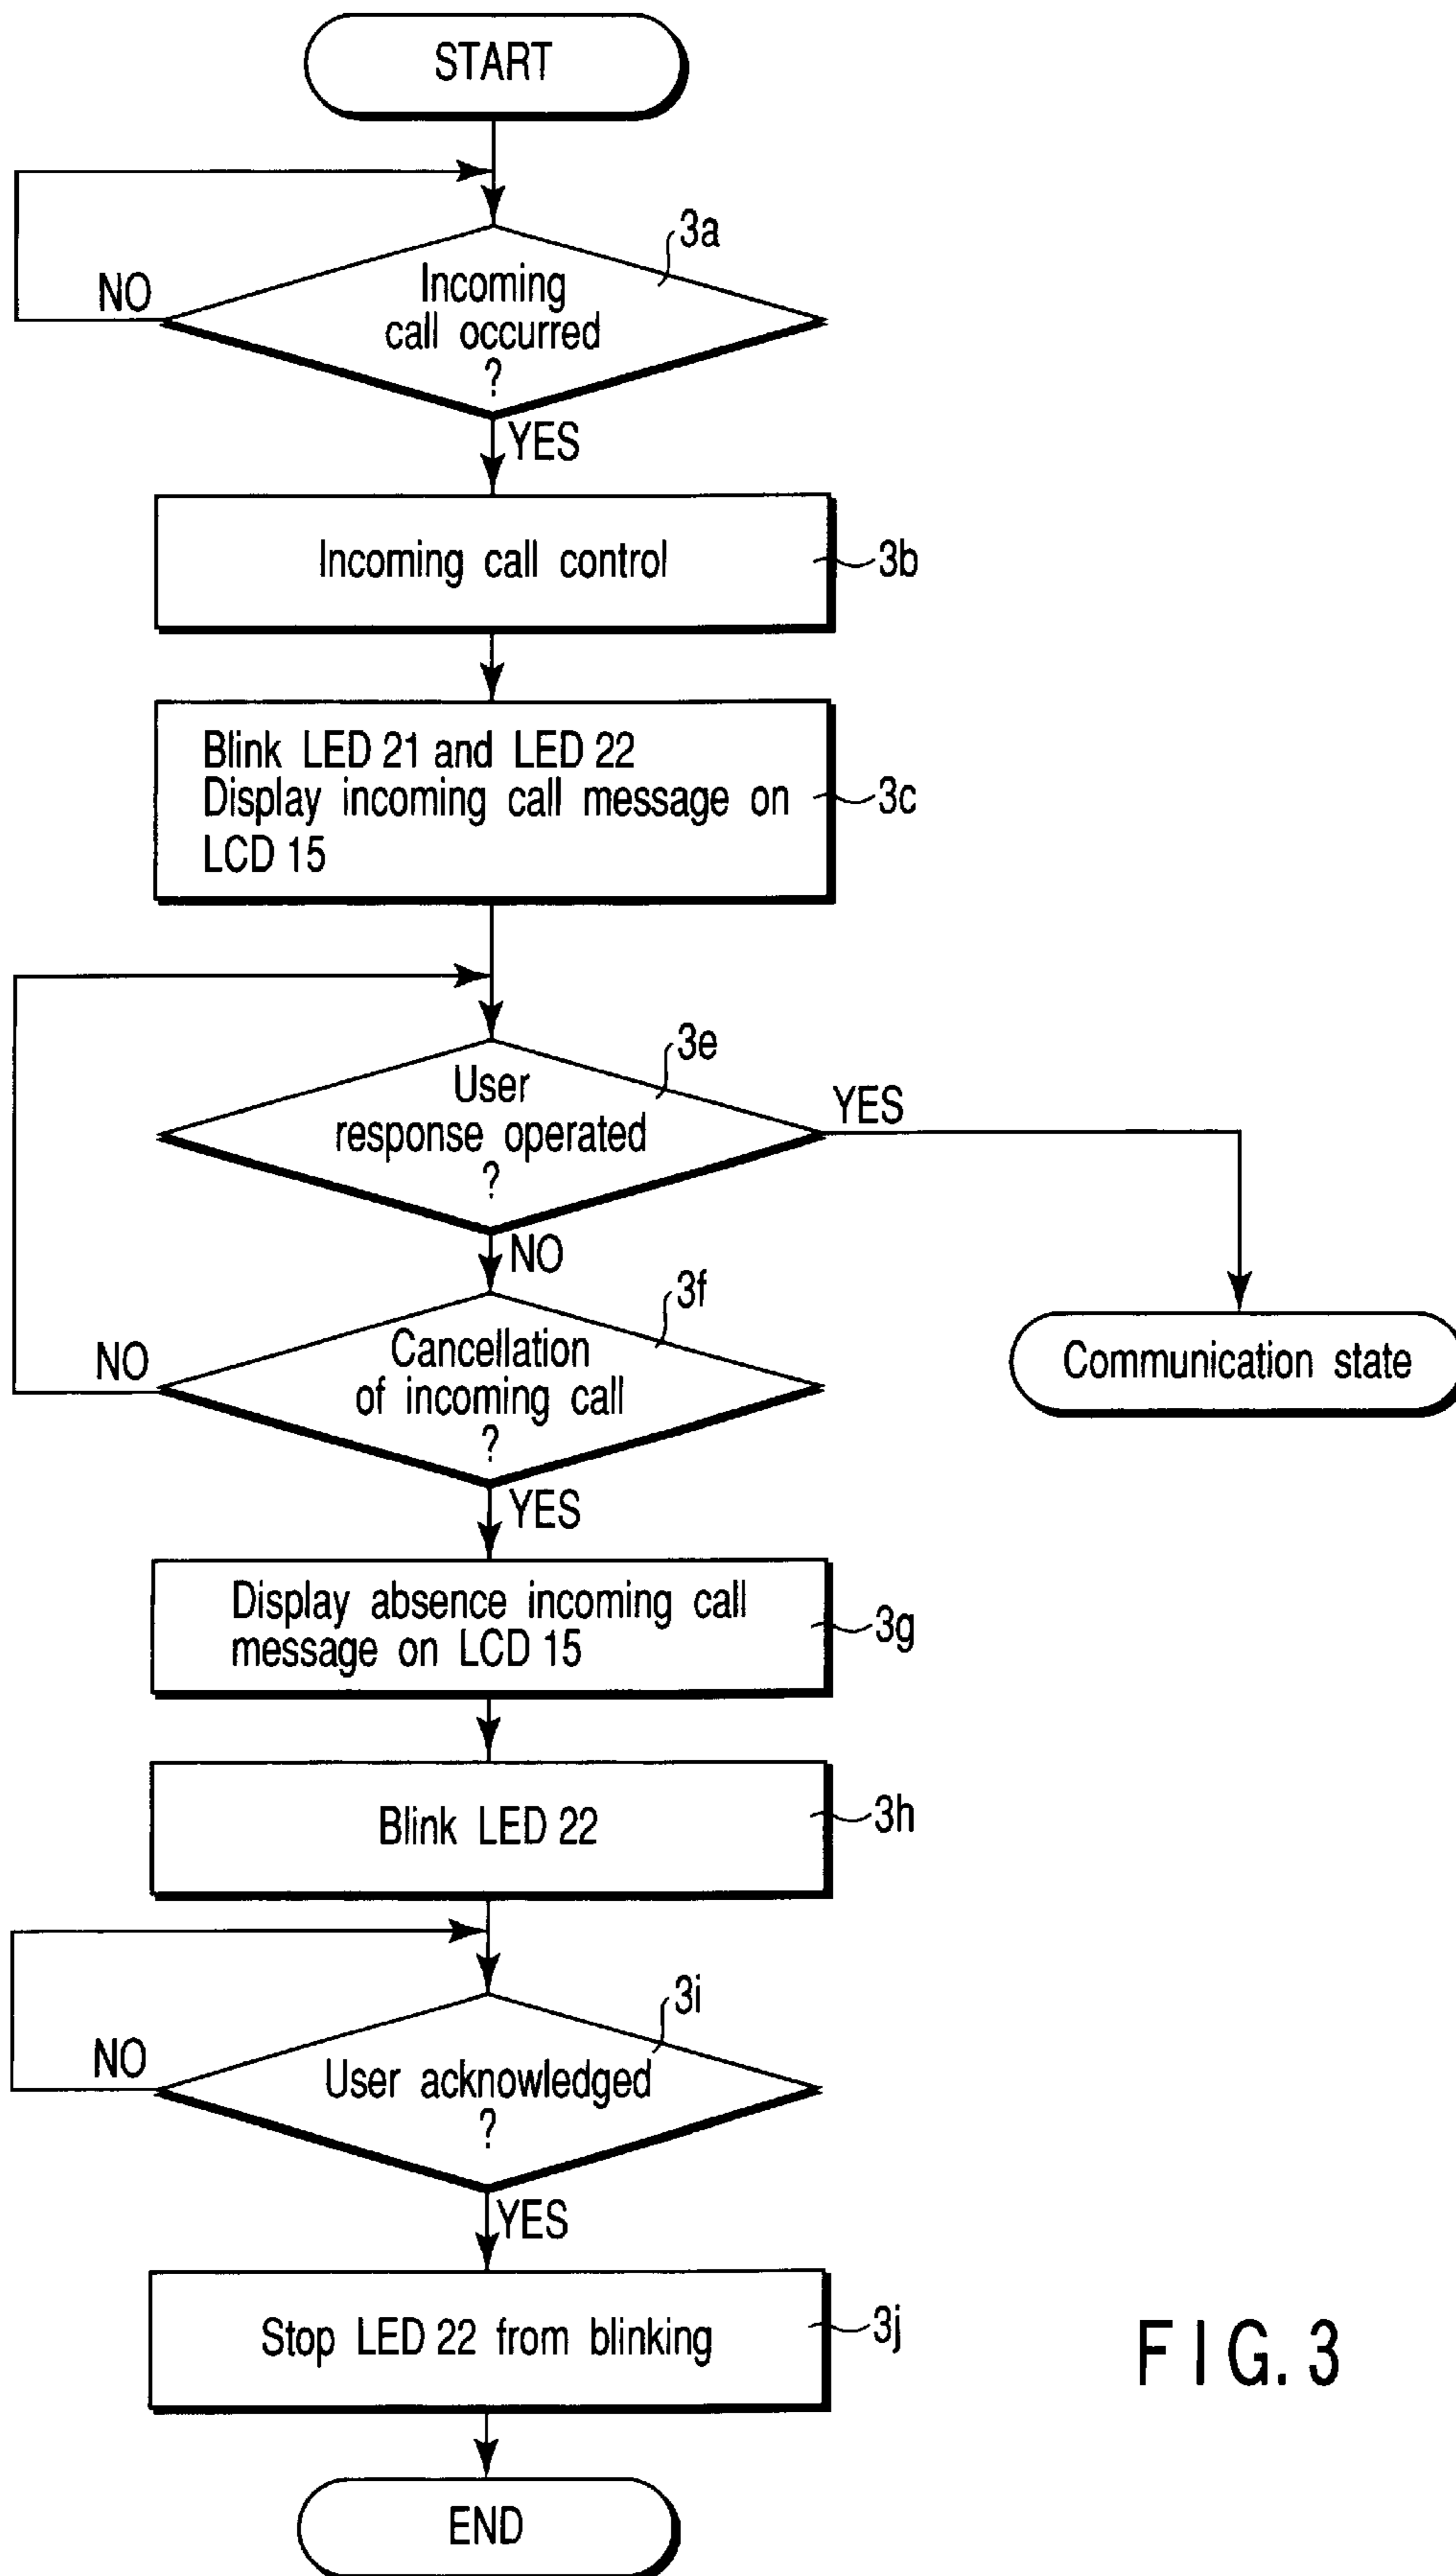 START
3a
NO
Incoming
call occurred
?
YES
Incoming call control
3b
Blink LED 21 and LED 22
Display incoming call message on
LCD 15
3c
3e
User
response operated
?
YES
NO
3f
Cancellation
of incoming call
?
NO
Communication state
YES
Display absence incoming call
message on LCD 15
3g
Blink LED 22
3h
3i
NO
User acknowledged
?
YES
Stop LED 22 from blinking
3j
FIG. 3
END